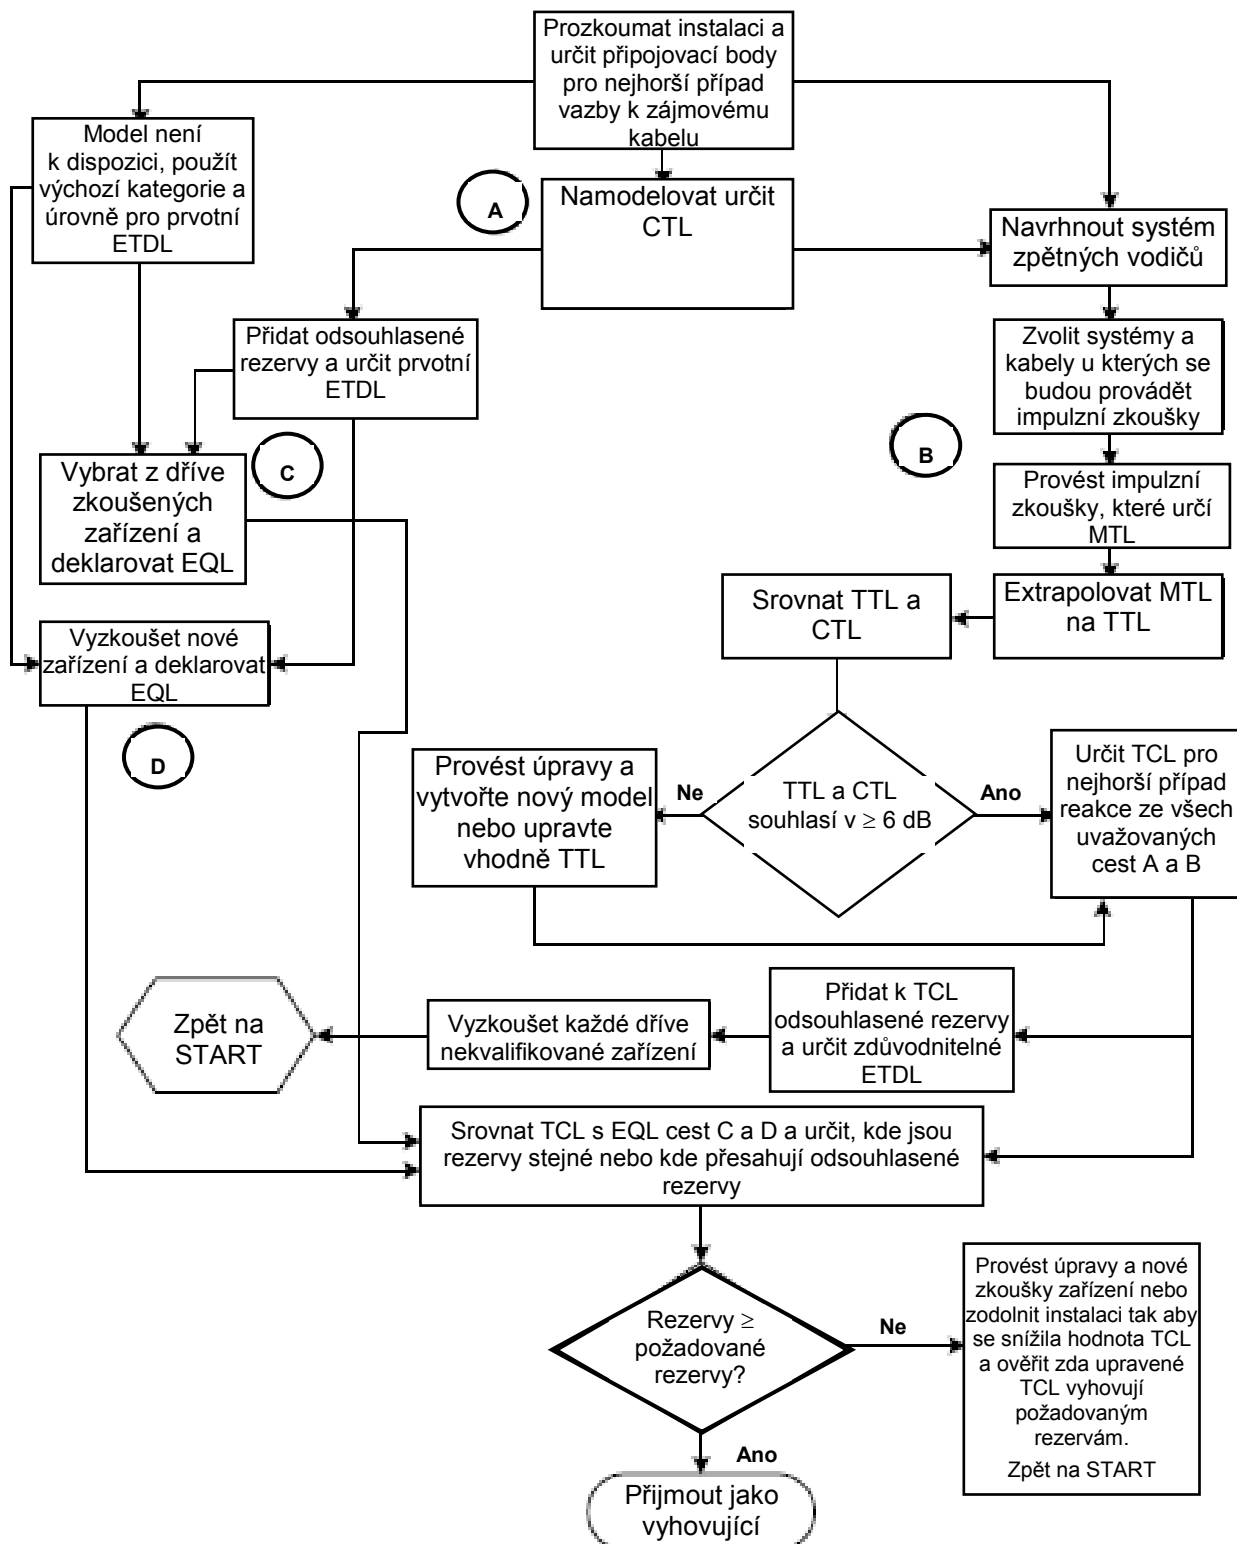 Prozkoumat instalaci a
určit připojovací body
pro nejhorší případ
vazby k zájmovému
kabelu
Model není
k dispozici, použít
výchozí kategorie a
úrovně pro prvotní
ETDL
A
Namodelovat určit
CTL
Navrhnout systém
zpětných vodičů
Přidat odsouhlasené
rezervy a určit prvotní
ETDL
Zvolit systémy a
kabely u kterých se
budou provádět
impulzní zkoušky
B
C
Vybrat z dříve
zkoušených
zařízení a
deklarovat EQL
Provést impulzní
zkoušky, které určí
MTL
Srovnat TTL a
CTL
Extrapolovat MTL
na TTL
Vyzkoušet nové
zařízení a deklarovat
EQL
D
Provést úpravy a
vytvořte nový model
nebo upravte
vhodně TTL
Ne
TTL a CTL
souhlasí v ≥ 6 dB
Ano
Určit TCL pro
nejhorší případ
reakce ze všech
uvažovaných
cest A a B
Zpět na
START
Vyzkoušet každé dříve
nekvalifikované zařízení
Přidat k TCL
odsouhlasené rezervy
a určit zdůvodnitelné
ETDL
Srovnat TCL s EQL cest C a D a určit, kde jsou
rezervy stejné nebo kde přesahují odsouhlasené
rezervy
Rezervy ≥
požadované
rezervy?
Ne
Provést úpravy a nové
zkoušky zařízení nebo
zodolnit instalaci tak aby
se snížila hodnota TCL
a ověřit zda upravené
TCL vyhovují
požadovaným
rezervám.
Zpět na START
Ano
Přijmout jako
vyhovující